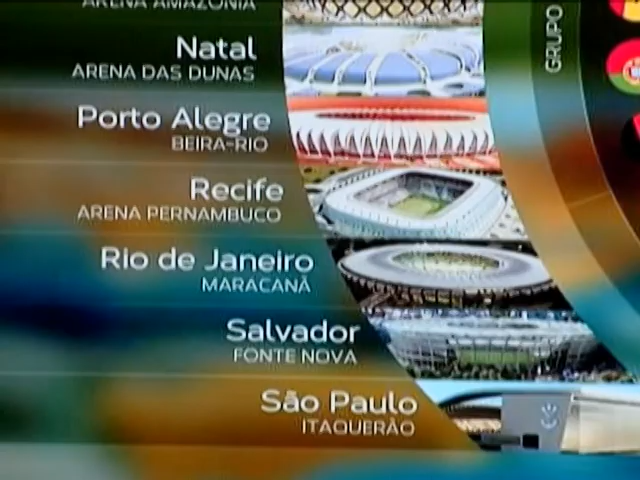 ARENA AMAZONIA
Natal
ARENA DAS DUNAS
Porto Alegre
BEIRA-RIO
Recife
ARENA PERNAMBUCO
Rio de Janeiro
MARACANÃ
Salvador
FONTE NOVA
São Paulo
ITAQUERÃO
GRUPO